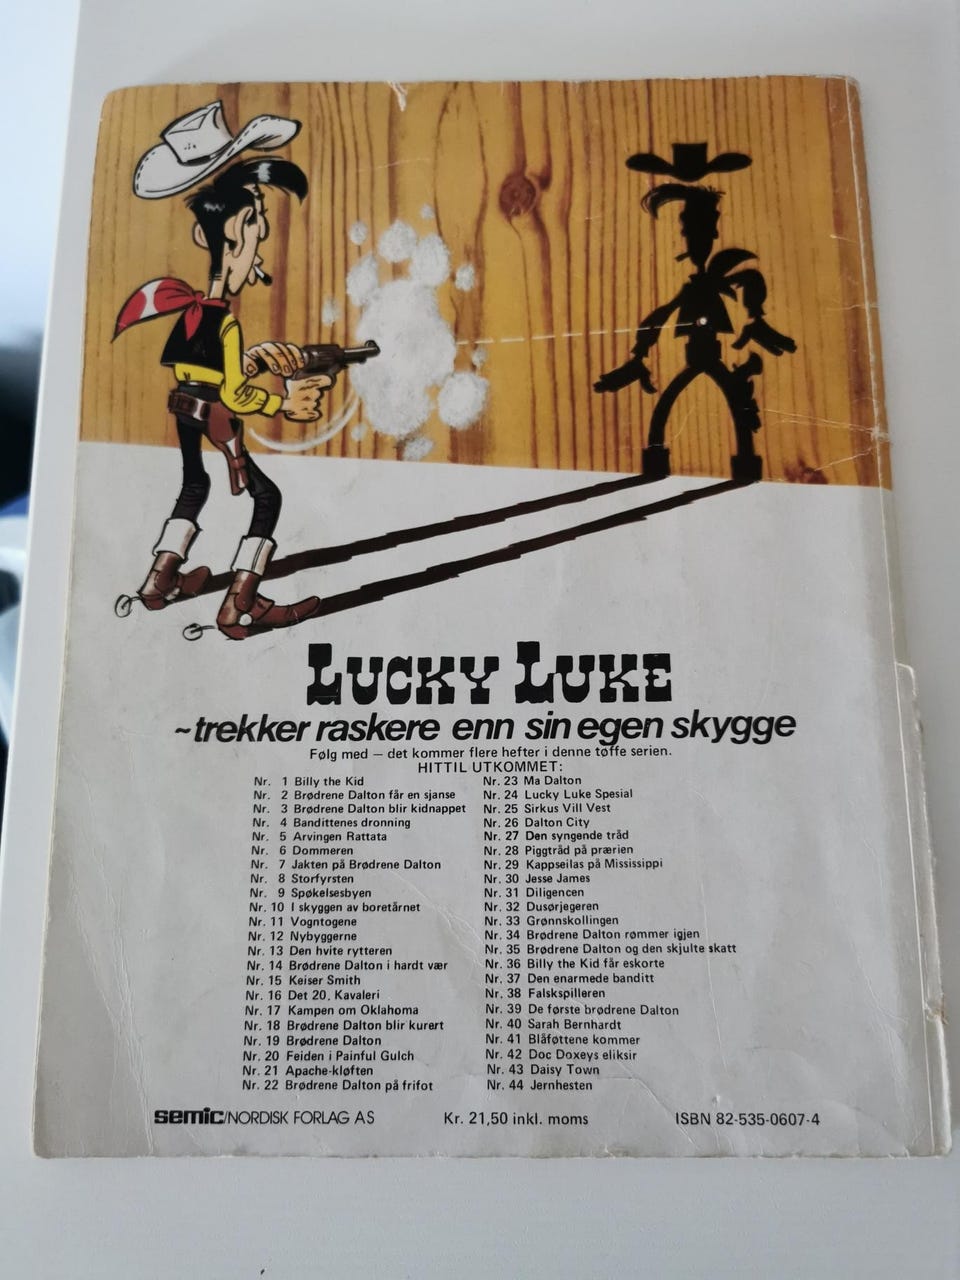 LUCKY LUKE
~trekker raskere enn sin egen skygge
Følg med — det kommer flere hefter i denne tøffe serien.
HITTIL UTKOMMET:
Nr. 1 Billy the Kid
Nr. 2 Brødrene Dalton får en sjanse
Nr. 3 Brødrene Dalton blir kidnappet
Nr. 4 Bandittenes dronning
Nr. 5 Arvingen Rattata
Nr. 6 Dommeren
Nr. 7 Jakten på Brødrene Dalton
Nr. 8 Storfyrsten
Nr. 9 Spøkelsesbyen
Nr. 10 I skyggen av boretårnet
Nr. 11 Vogntogene
Nr. 12 Nybyggerne
Nr. 13 Den hvite rytteren
Nr. 14 Brødrene Dalton i hardt vær
Nr. 15 Keiser Smith
Nr. 16 Det 20. Kavaleri
Nr. 17 Kampen om Oklahoma
Nr. 18 Brødrene Dalton blir kurert
Nr. 19 Brødrene Dalton
Nr. 20 Feiden i Painful Gulch
Nr. 21 Apache-kløften
Nr. 22 Brødrene Dalton på frifot
Nr. 23 Ma Dalton
Nr. 24 Lucky Luke Spesial
Nr. 25 Sirkus Vill Vest
Nr. 26 Dalton City
Nr. 27 Den syngende tråd
Nr. 28 Piggtråd på prærien
Nr. 29 Kappseilas på Mississippi
Nr. 30 Jesse James
Nr. 31 Diligencen
Nr. 32 Dusørjegeren
Nr. 33 Grønnskollingen
Nr. 34 Brødrene Dalton rømmer igjen
Nr. 35 Brødrene Dalton og den skjulte skatt
Nr. 36 Billy the Kid får eskorte
Nr. 37 Den enarmede banditt
Nr. 38 Falskspilleren
Nr. 39 De første brødrene Dalton
Nr. 40 Sarah Bernhardt
Nr. 41 Blåføttene kommer
Nr. 42 Doc Doxeys eliksir
Nr. 43 Daisy Town
Nr. 44 Jernhesten
semic/NORDISK FORLAG AS
Kr. 21,50 inkl. moms
ISBN 82-535-0607-4